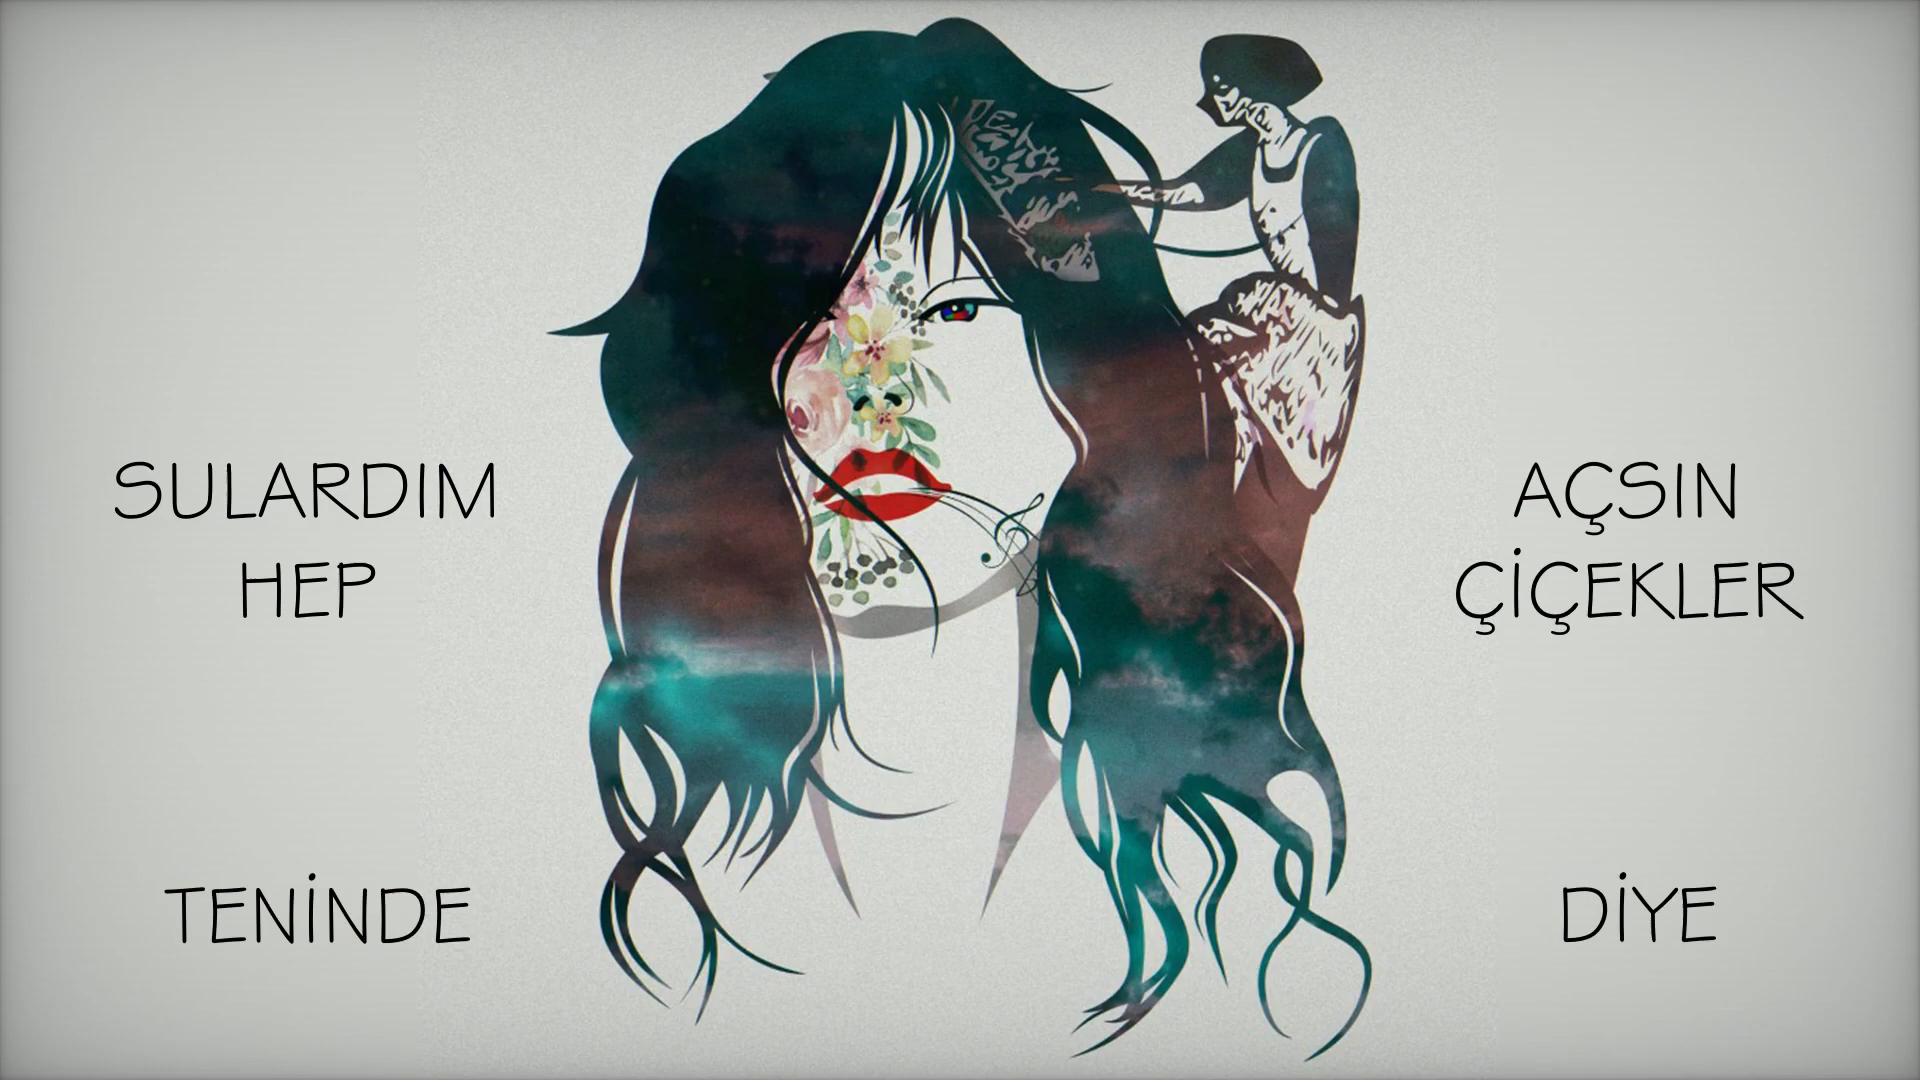 SULARDIM
HEP
AÇSIN
ÇİÇEKLER
TENİNDE
DİYE